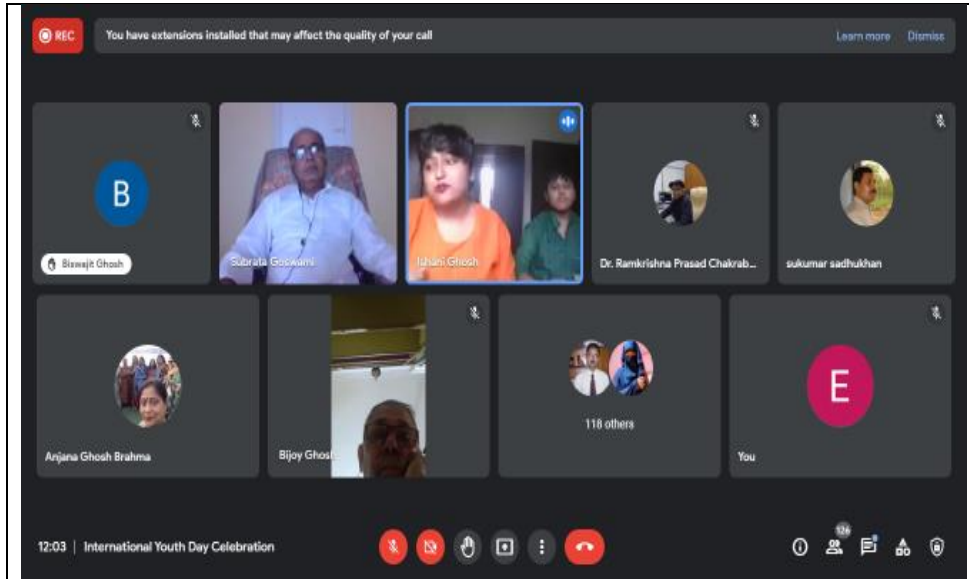 REC You have extensions installed that may affect the quality of your call Learn more Dismiss
B
Biswajit Ghosh
Subrata Goswami
Ishani Ghosh
Dr. Ramkrishna Prasad Chakrab...
sukumar sadhukhan
Anjana Ghosh Brahma
Bijoy Ghosh
118 others
E
You
12:03 | International Youth Day Celebration
126